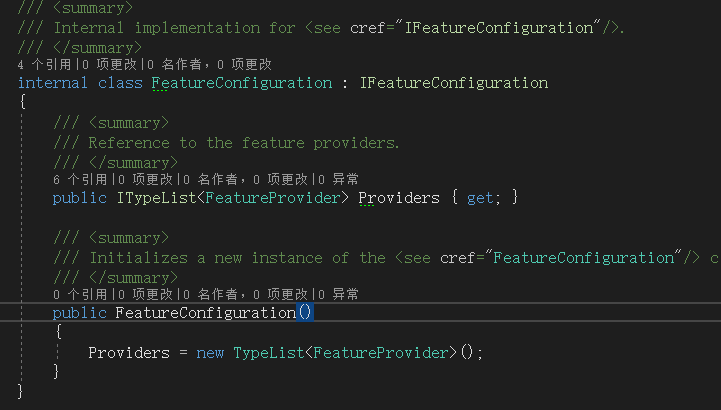 /// <summary>
/// Internal implementation for <see cref="IFeatureConfiguration"/>.
/// </summary>
4 个引用|0 项更改|0 名作者，0 项更改
internal class FeatureConfiguration : IFeatureConfiguration
{
/// <summary>
/// Reference to the feature providers.
/// </summary>
6 个引用|0 项更改|0 名作者，0 项更改|0 异常
public ITypeList<FeatureProvider> Providers { get; }
/// <summary>
/// Initializes a new instance of the <see cref="FeatureConfiguration"/> c
/// </summary>
0 个引用|0 项更改|0 名作者，0 项更改|0 异常
public FeatureConfiguration()
{
Providers = new TypeList<FeatureProvider>();
}
}